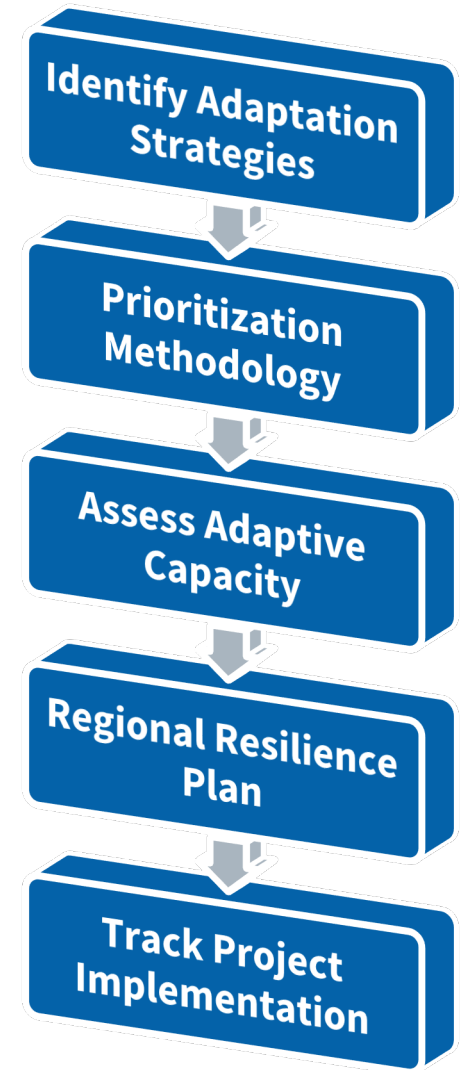 Identify Adaptation
Strategies
Prioritization
Methodology
Assess Adaptive
Capacity
Regional Resilience
Plan
Track Project
Implementation